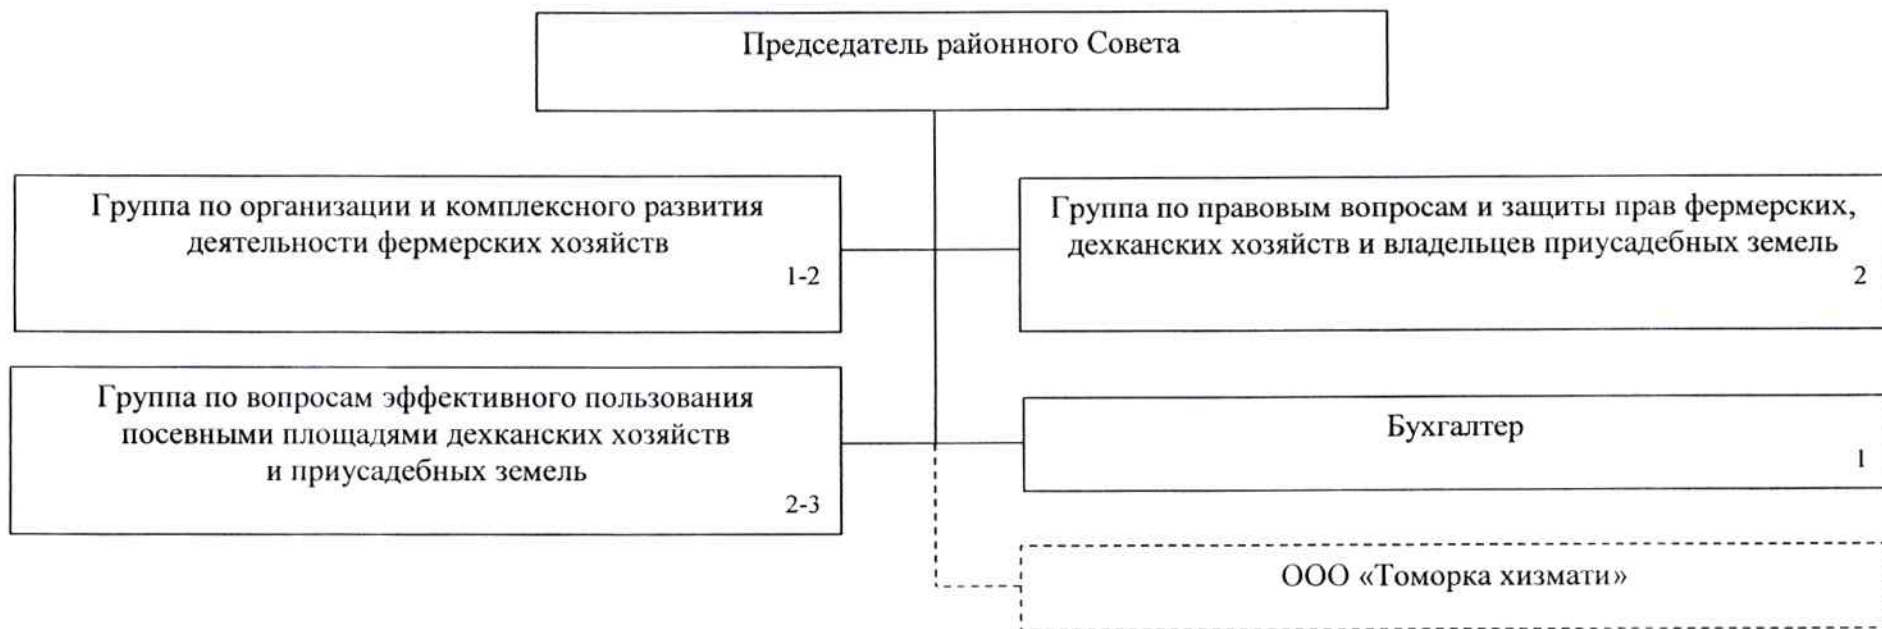 Председатель районного Совета
Группа по организации и комплексного развития
деятельности фермерских хозяйств
1-2
Группа по правовым вопросам и защиты прав фермерских,
дехканских хозяйств и владельцев приусадебных земель
2
Группа по вопросам эффективного пользования
посевными площадями дехканских хозяйств
и приусадебных земель
2-3
Бухгалтер
1
ООО «Томорка хизмати»